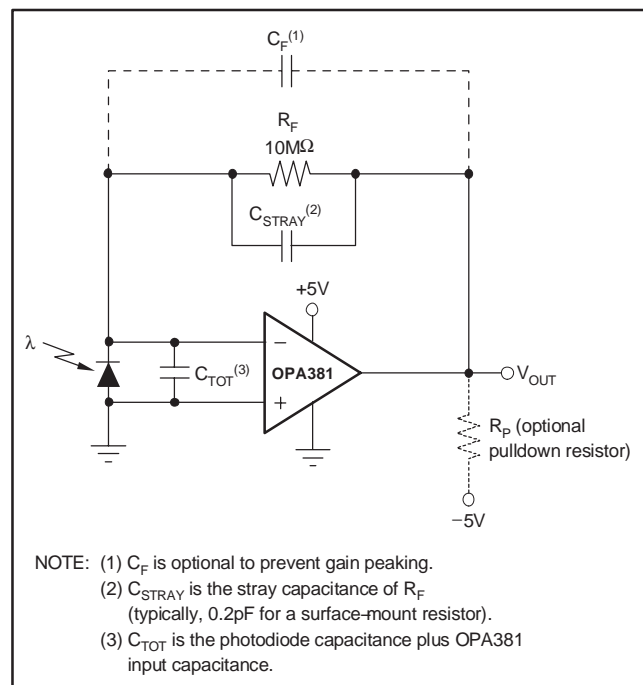 C_F(1)
R_F
10MΩ
C_STRAY(2)
+5V
λ
C_TOT(3)
−
OPA381
+
V_OUT
R_P (optional
pulldown resistor)
−5V
NOTE: (1) C_F is optional to prevent gain peaking.
(2) C_STRAY is the stray capacitance of R_F
(typically, 0.2pF for a surface−mount resistor).
(3) C_TOT is the photodiode capacitance plus OPA381
input capacitance.